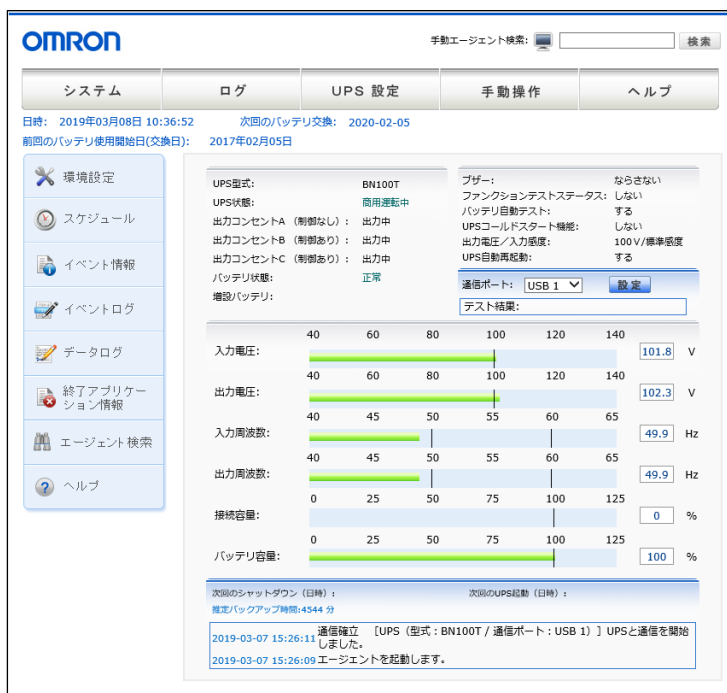 OMRON
手動エージェント検索:
検索
システム
ログ
UPS 設定
手動操作
ヘルプ
日時: 2019年03月08日 10:36:52 次回のバッテリ交換: 2020-02-05
前回のバッテリ使用開始日(交換日): 2017年02月05日
環境設定
スケジュール
イベント情報
イベントログ
データログ
終了アプリケー
ション情報
エージェント検索
ヘルプ
UPS型式: BN100T
UPS状態: 商用運転中
出力コンセントA (制御なし): 出力中
出力コンセントB (制御あり): 出力中
出力コンセントC (制御あり): 出力中
バッテリ状態: 正常
増設バッテリ:
ブザー: ならさない
ファンクションテストステータス: しない
バッテリ自動テスト: する
UPSコールドスタート機能: しない
出力電圧/入力感度: 100V/標準感度
UPS自動再起動: する
通信ポート: USB 1 設定
テスト結果:
40 60 80 100 120 140
入力電圧: 101.8 V
40 60 80 100 120 140
出力電圧: 102.3 V
40 45 50 55 60 65
入力周波数: 49.9 Hz
40 45 50 55 60 65
出力周波数: 49.9 Hz
0 25 50 75 100 125
接続容量: 0 %
0 25 50 75 100 125
バッテリ容量: 100 %
次回のシャットダウン (日時): 次回のUPS起動 (日時):
推定バックアップ時間:4544 分
2019-03-07 15:26:11 通信確立 [UPS (型式:BN100T / 通信ポート:USB 1) ] UPSと通信を開始
しました。
2019-03-07 15:26:09 エージェントを起動します。